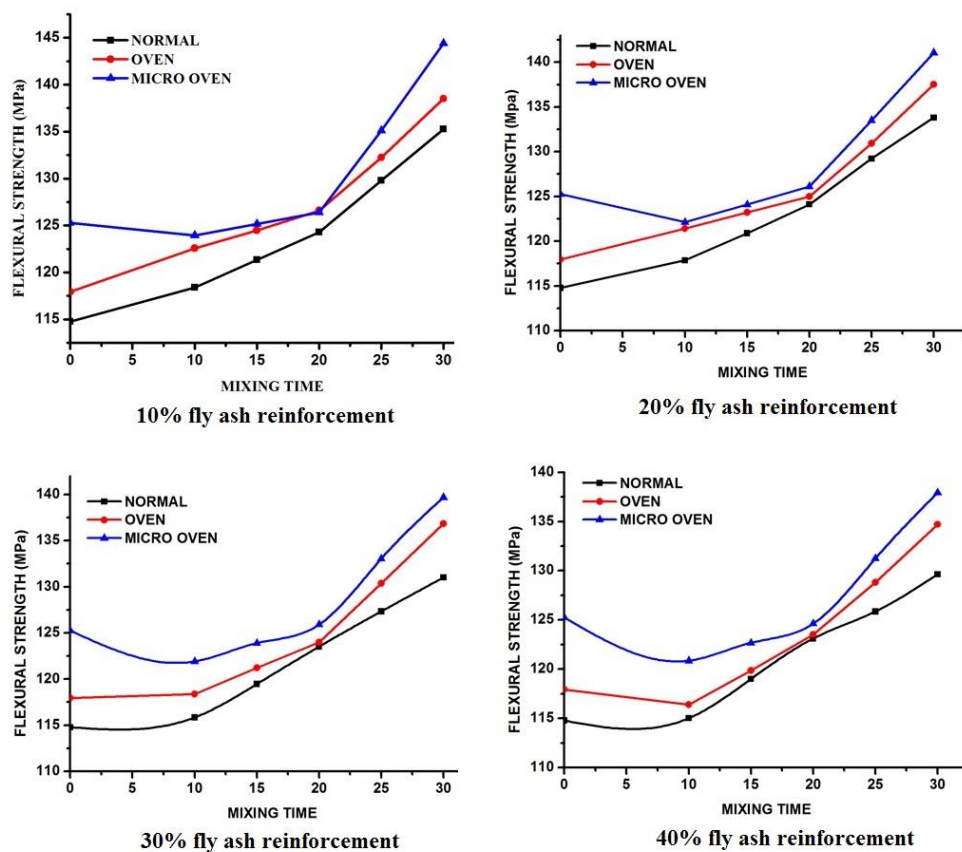 FLEXURAL STRENGTH (MPa)
145
140
135
130
125
120
115
NORMAL
OVEN
MICRO OVEN
0 5 10 15 20 25 30
MIXING TIME
10% fly ash reinforcement
FLEXURAL STRENGTH (Mpa)
140
135
130
125
120
115
110
NORMAL
OVEN
MICRO OVEN
0 5 10 15 20 25 30
MIXING TIME
20% fly ash reinforcement
FLEXURAL STRENGTH (MPa)
140
135
130
125
120
115
110
NORMAL
OVEN
MICRO OVEN
0 5 10 15 20 25 30
MIXING TIME
30% fly ash reinforcement
FLEXURAL STRENGTH (MPa)
140
135
130
125
120
115
110
NORMAL
OVEN
MICRO OVEN
0 5 10 15 20 25 30
MIXING TIME
40% fly ash reinforcement